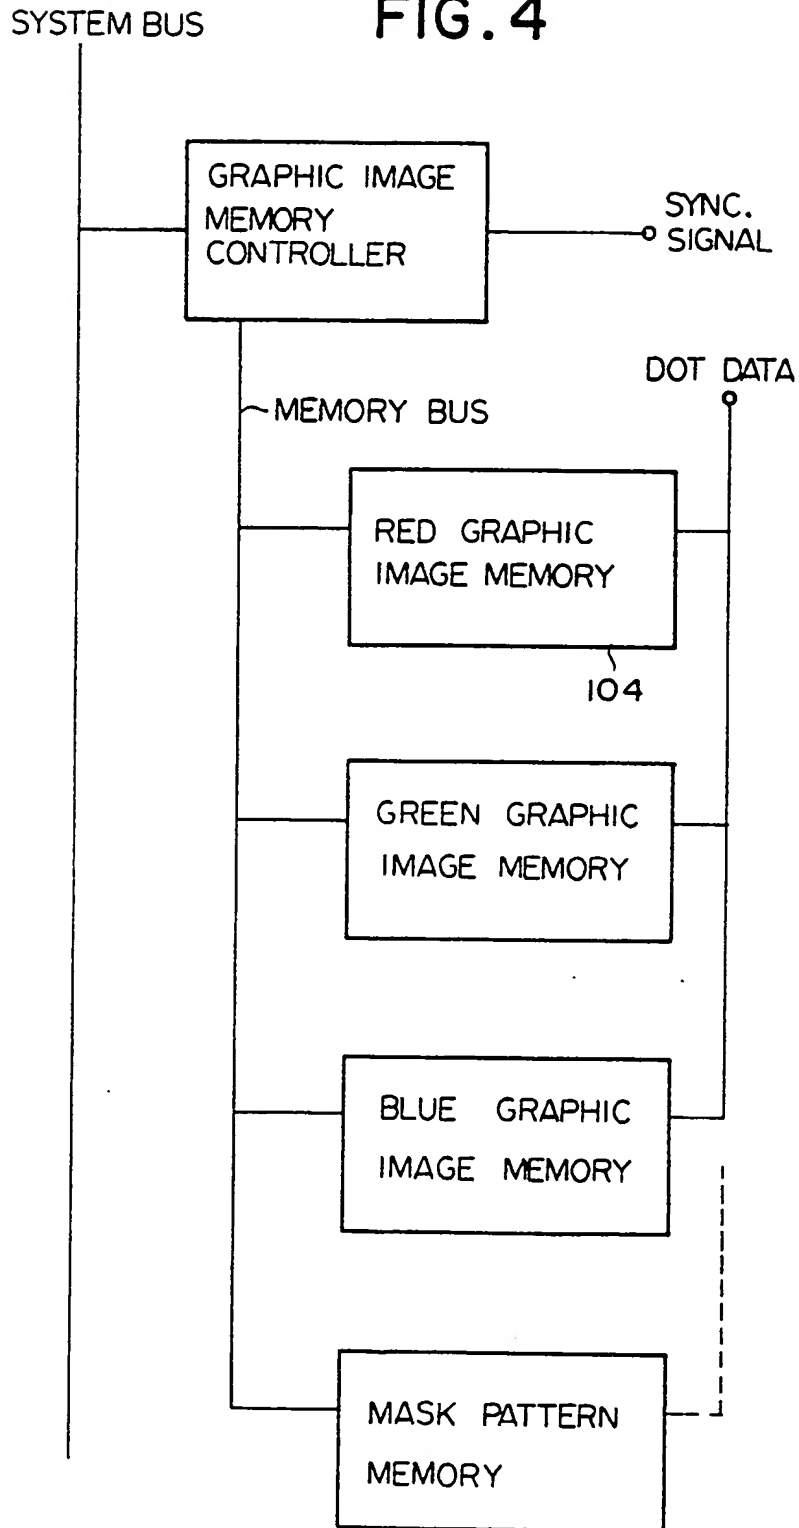 SYSTEM BUS
FIG. 4
GRAPHIC IMAGE
MEMORY
CONTROLLER
SYNC.
SIGNAL
DOT DATA
MEMORY BUS
RED GRAPHIC
IMAGE MEMORY
104
GREEN GRAPHIC
IMAGE MEMORY
BLUE GRAPHIC
IMAGE MEMORY
MASK PATTERN
MEMORY